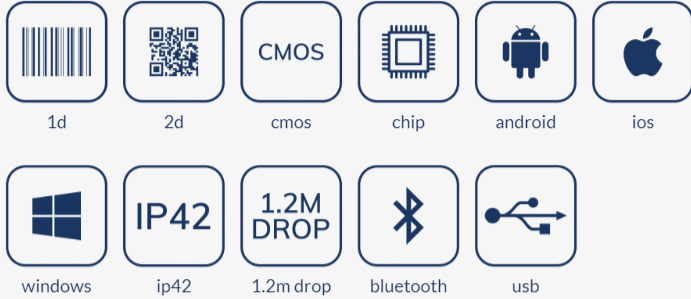 CMOS
1d
2d
cmos
chip
android
ios
IP42
1.2M
DROP
windows
ip42
1.2m drop
bluetooth
usb